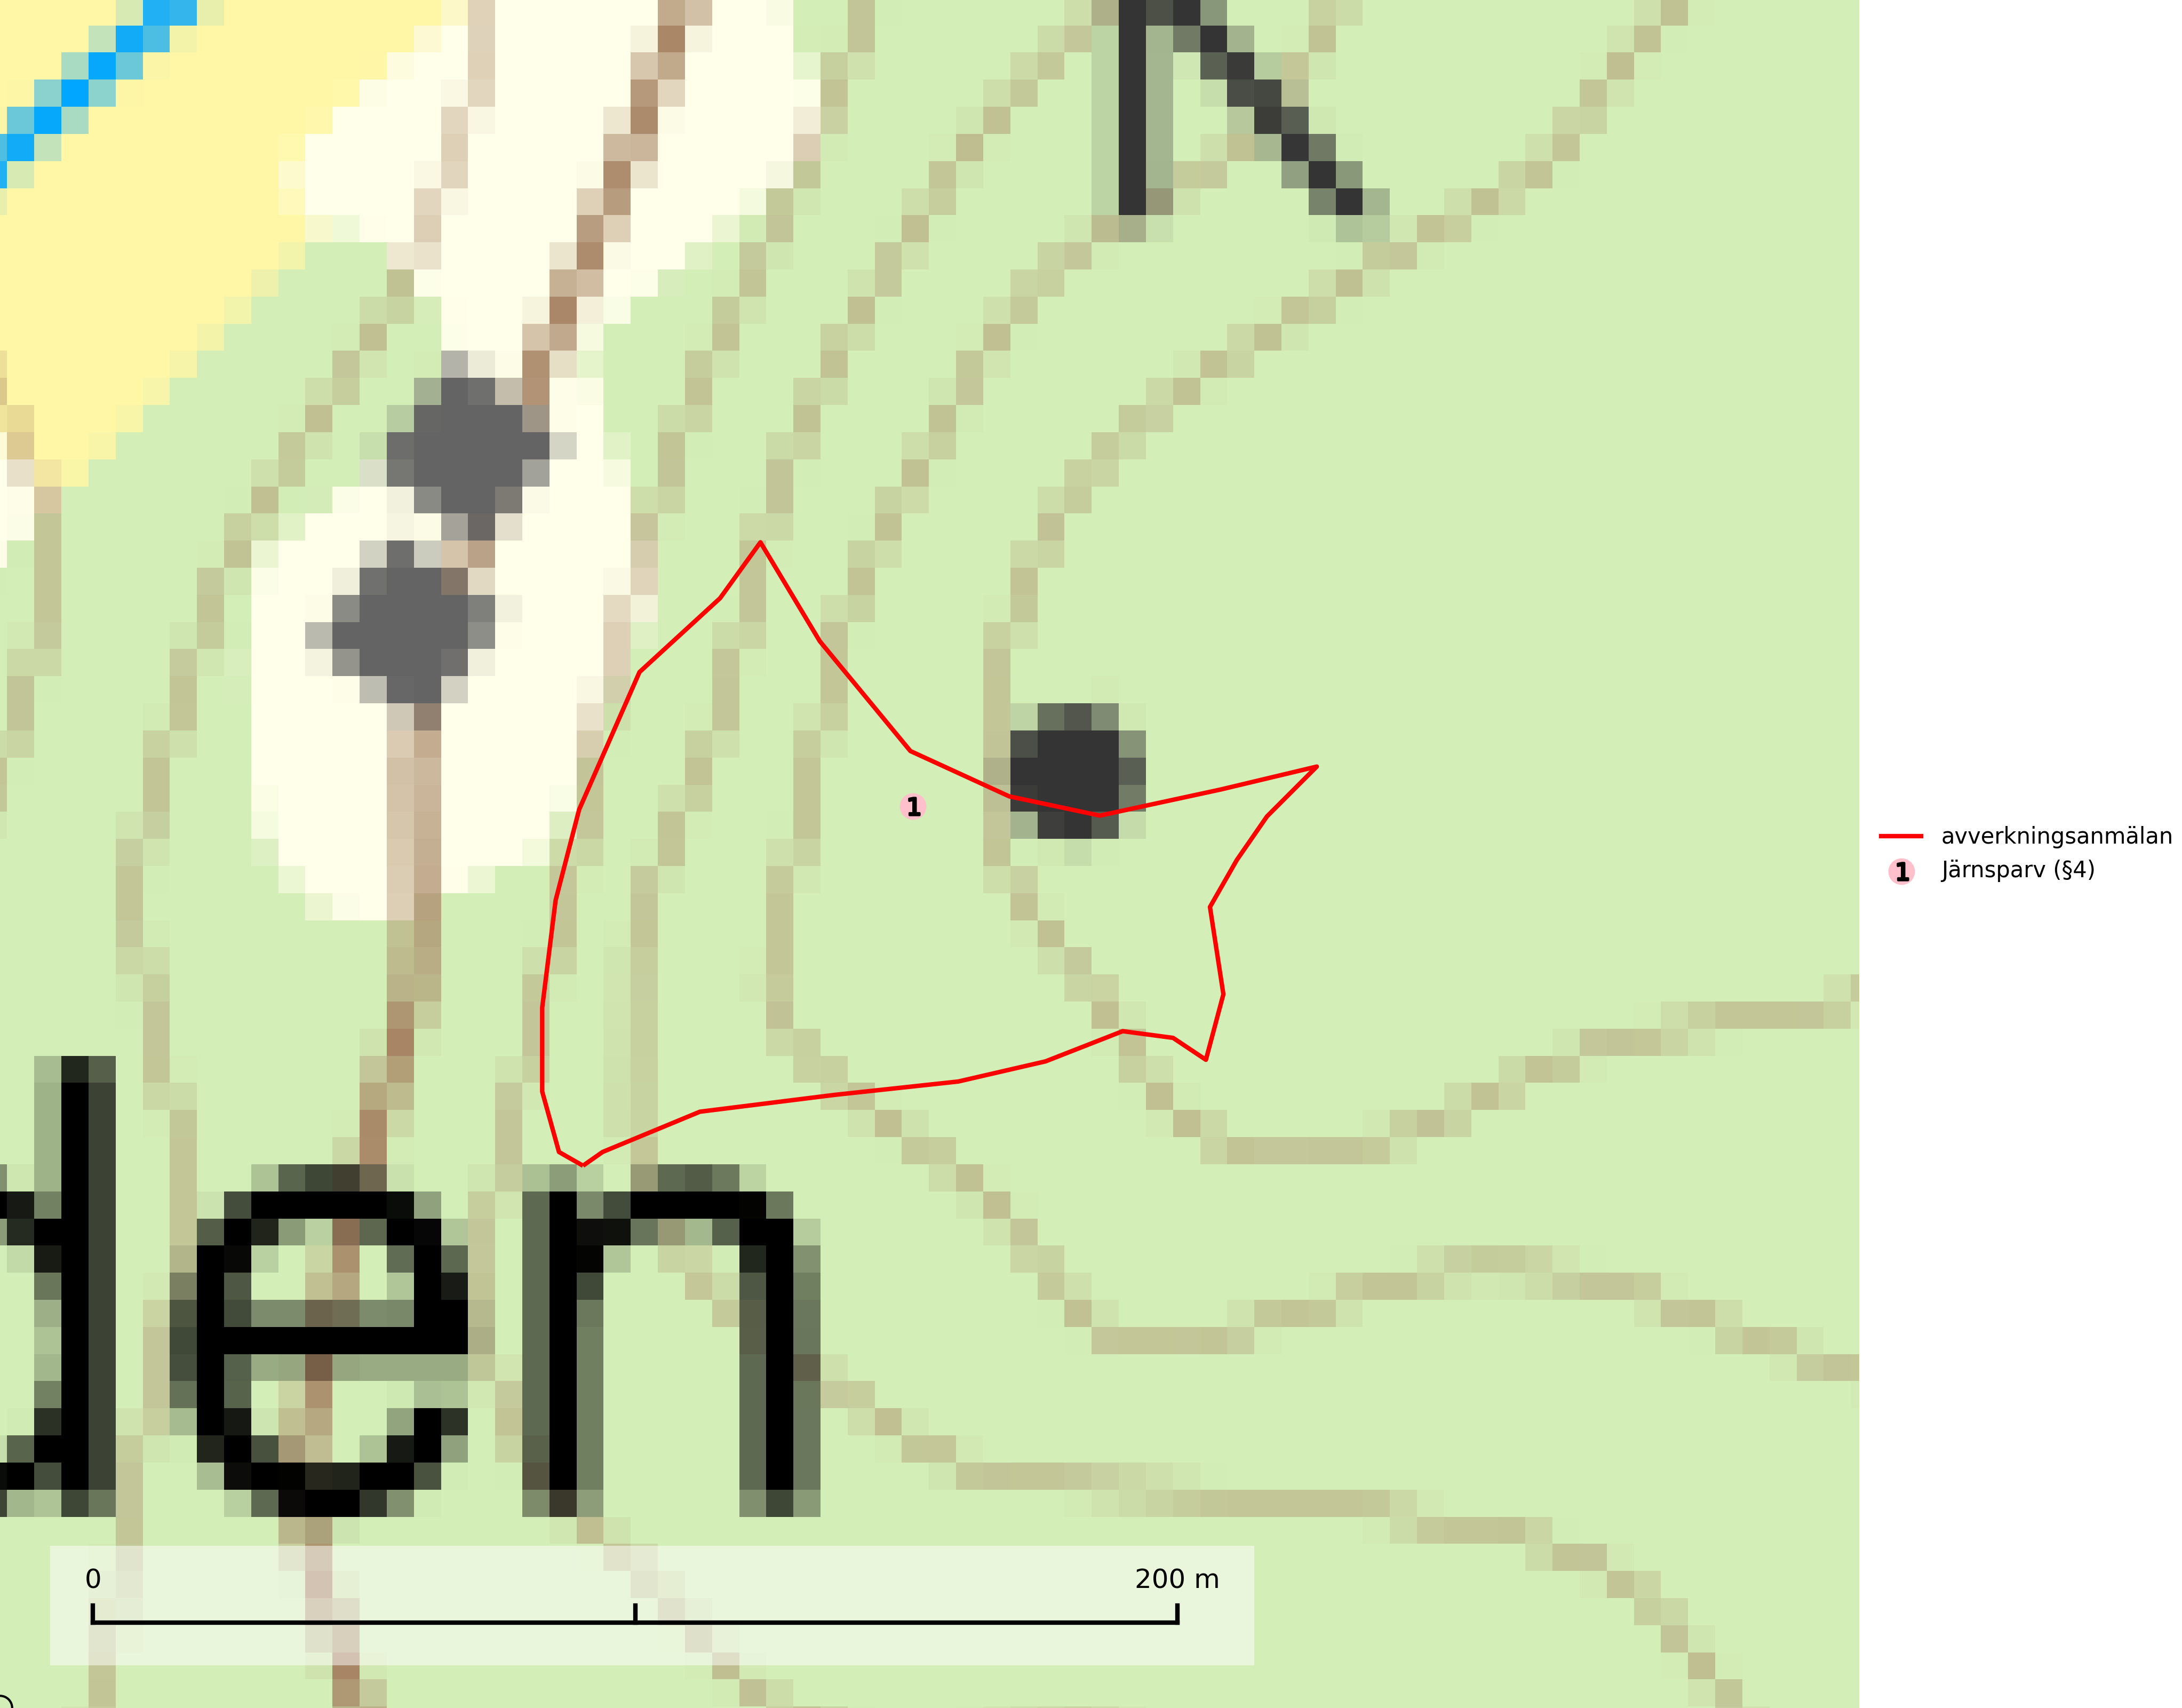 1
avverkningsanmälan
1 Järnsparv (§4)
den
0 200 m